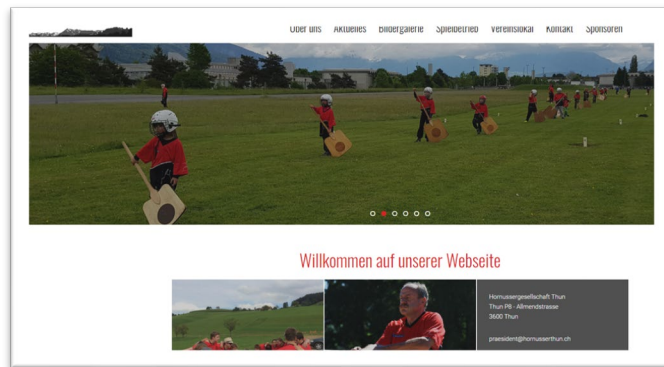 Über uns Aktuelles Bildergalerie Spielbetrieb Vereinslokal Kontakt Sponsoren
Willkommen auf unserer Webseite
Hornussergesellschaft Thun
Thun P8 - Allmendstrasse
3600 Thun
praesident@hornusserthun.ch